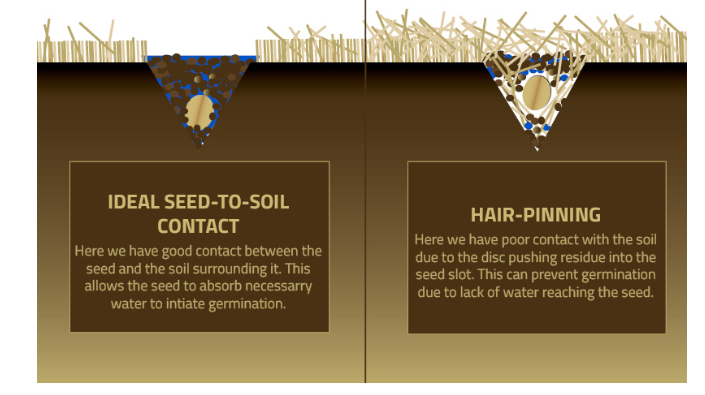 IDEAL SEED-TO-SOIL
CONTACT
Here we have good contact between the
seed and the soil surrounding it. This
allows the seed to absorb necessarry
water to intiate germination.
HAIR-PINNING
Here we have poor contact with the soil
due to the disc pushing residue into the
seed slot. This can prevent germination
due to lack of water reaching the seed.